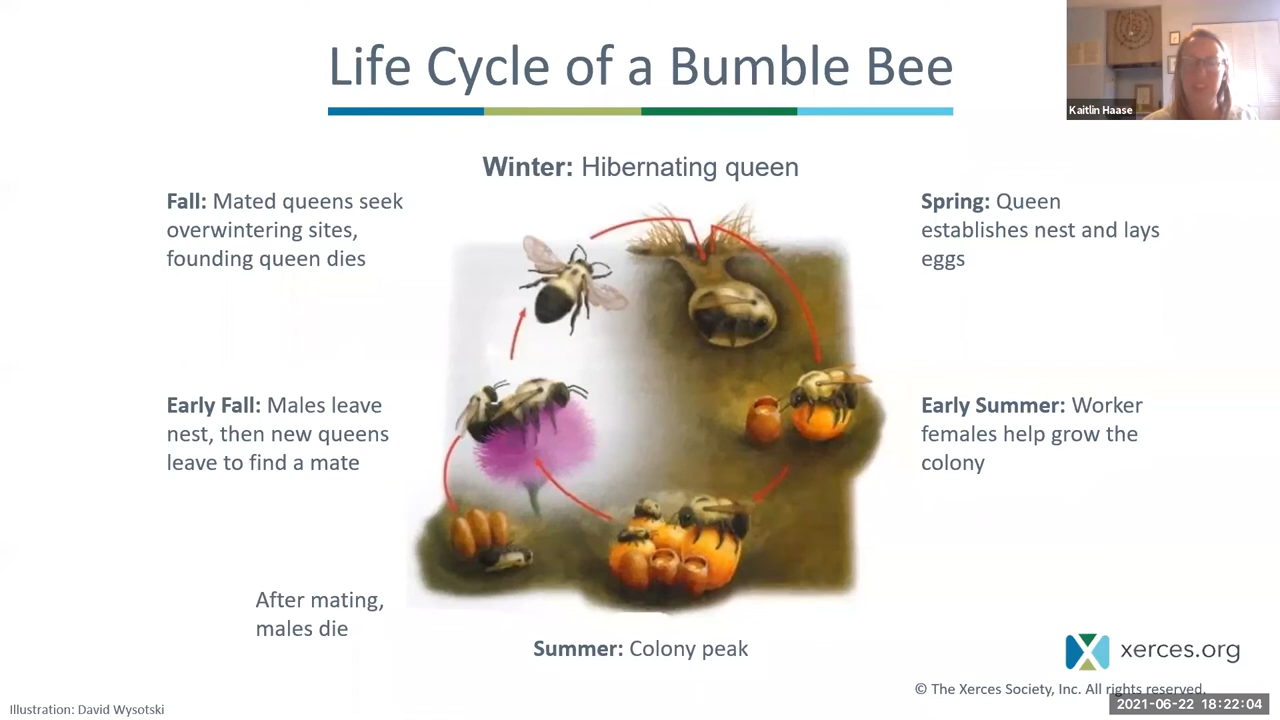 Life Cycle of a Bumble Bee
Kaitlin Haase
Winter: Hibernating queen
Fall: Mated queens seek
overwintering sites,
founding queen dies
Spring: Queen
establishes nest and lays
eggs
Early Fall: Males leave
nest, then new queens
leave to find a mate
Early Summer: Worker
females help grow the
colony
After mating,
males die
Summer: Colony peak
xerces.org
© The Xerces Society, Inc. All rights reserved.
2021-06-22 18:22:04
Illustration: David Wysotski